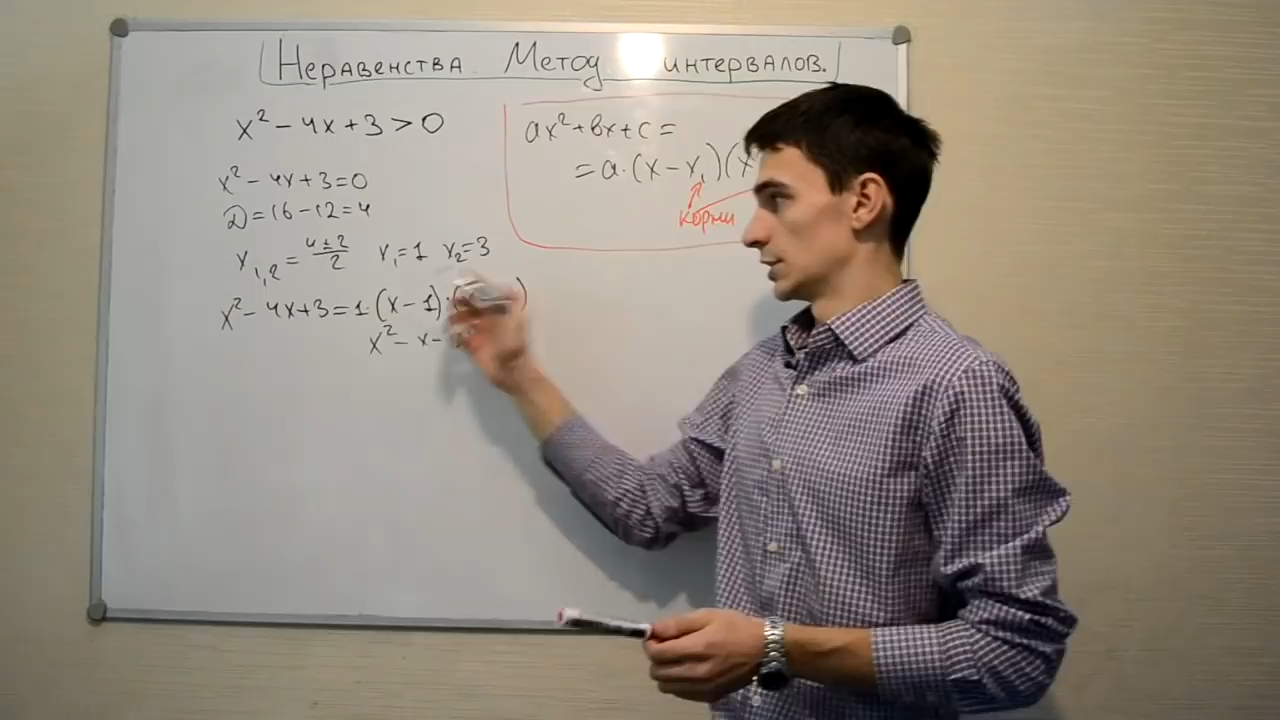 Неравенства Метод интервалов.
x² - 4x + 3 > 0
x² - 4x + 3 = 0
D = 16 - 12 = 4
x₁,₂ = (4 ± 2)/2 x₁ = 1 x₂ = 3
x² - 4x + 3 = 1·(x - 1)·(
x² - x -
ax² + bx + c =
= a·(x - x₁)(x
корни